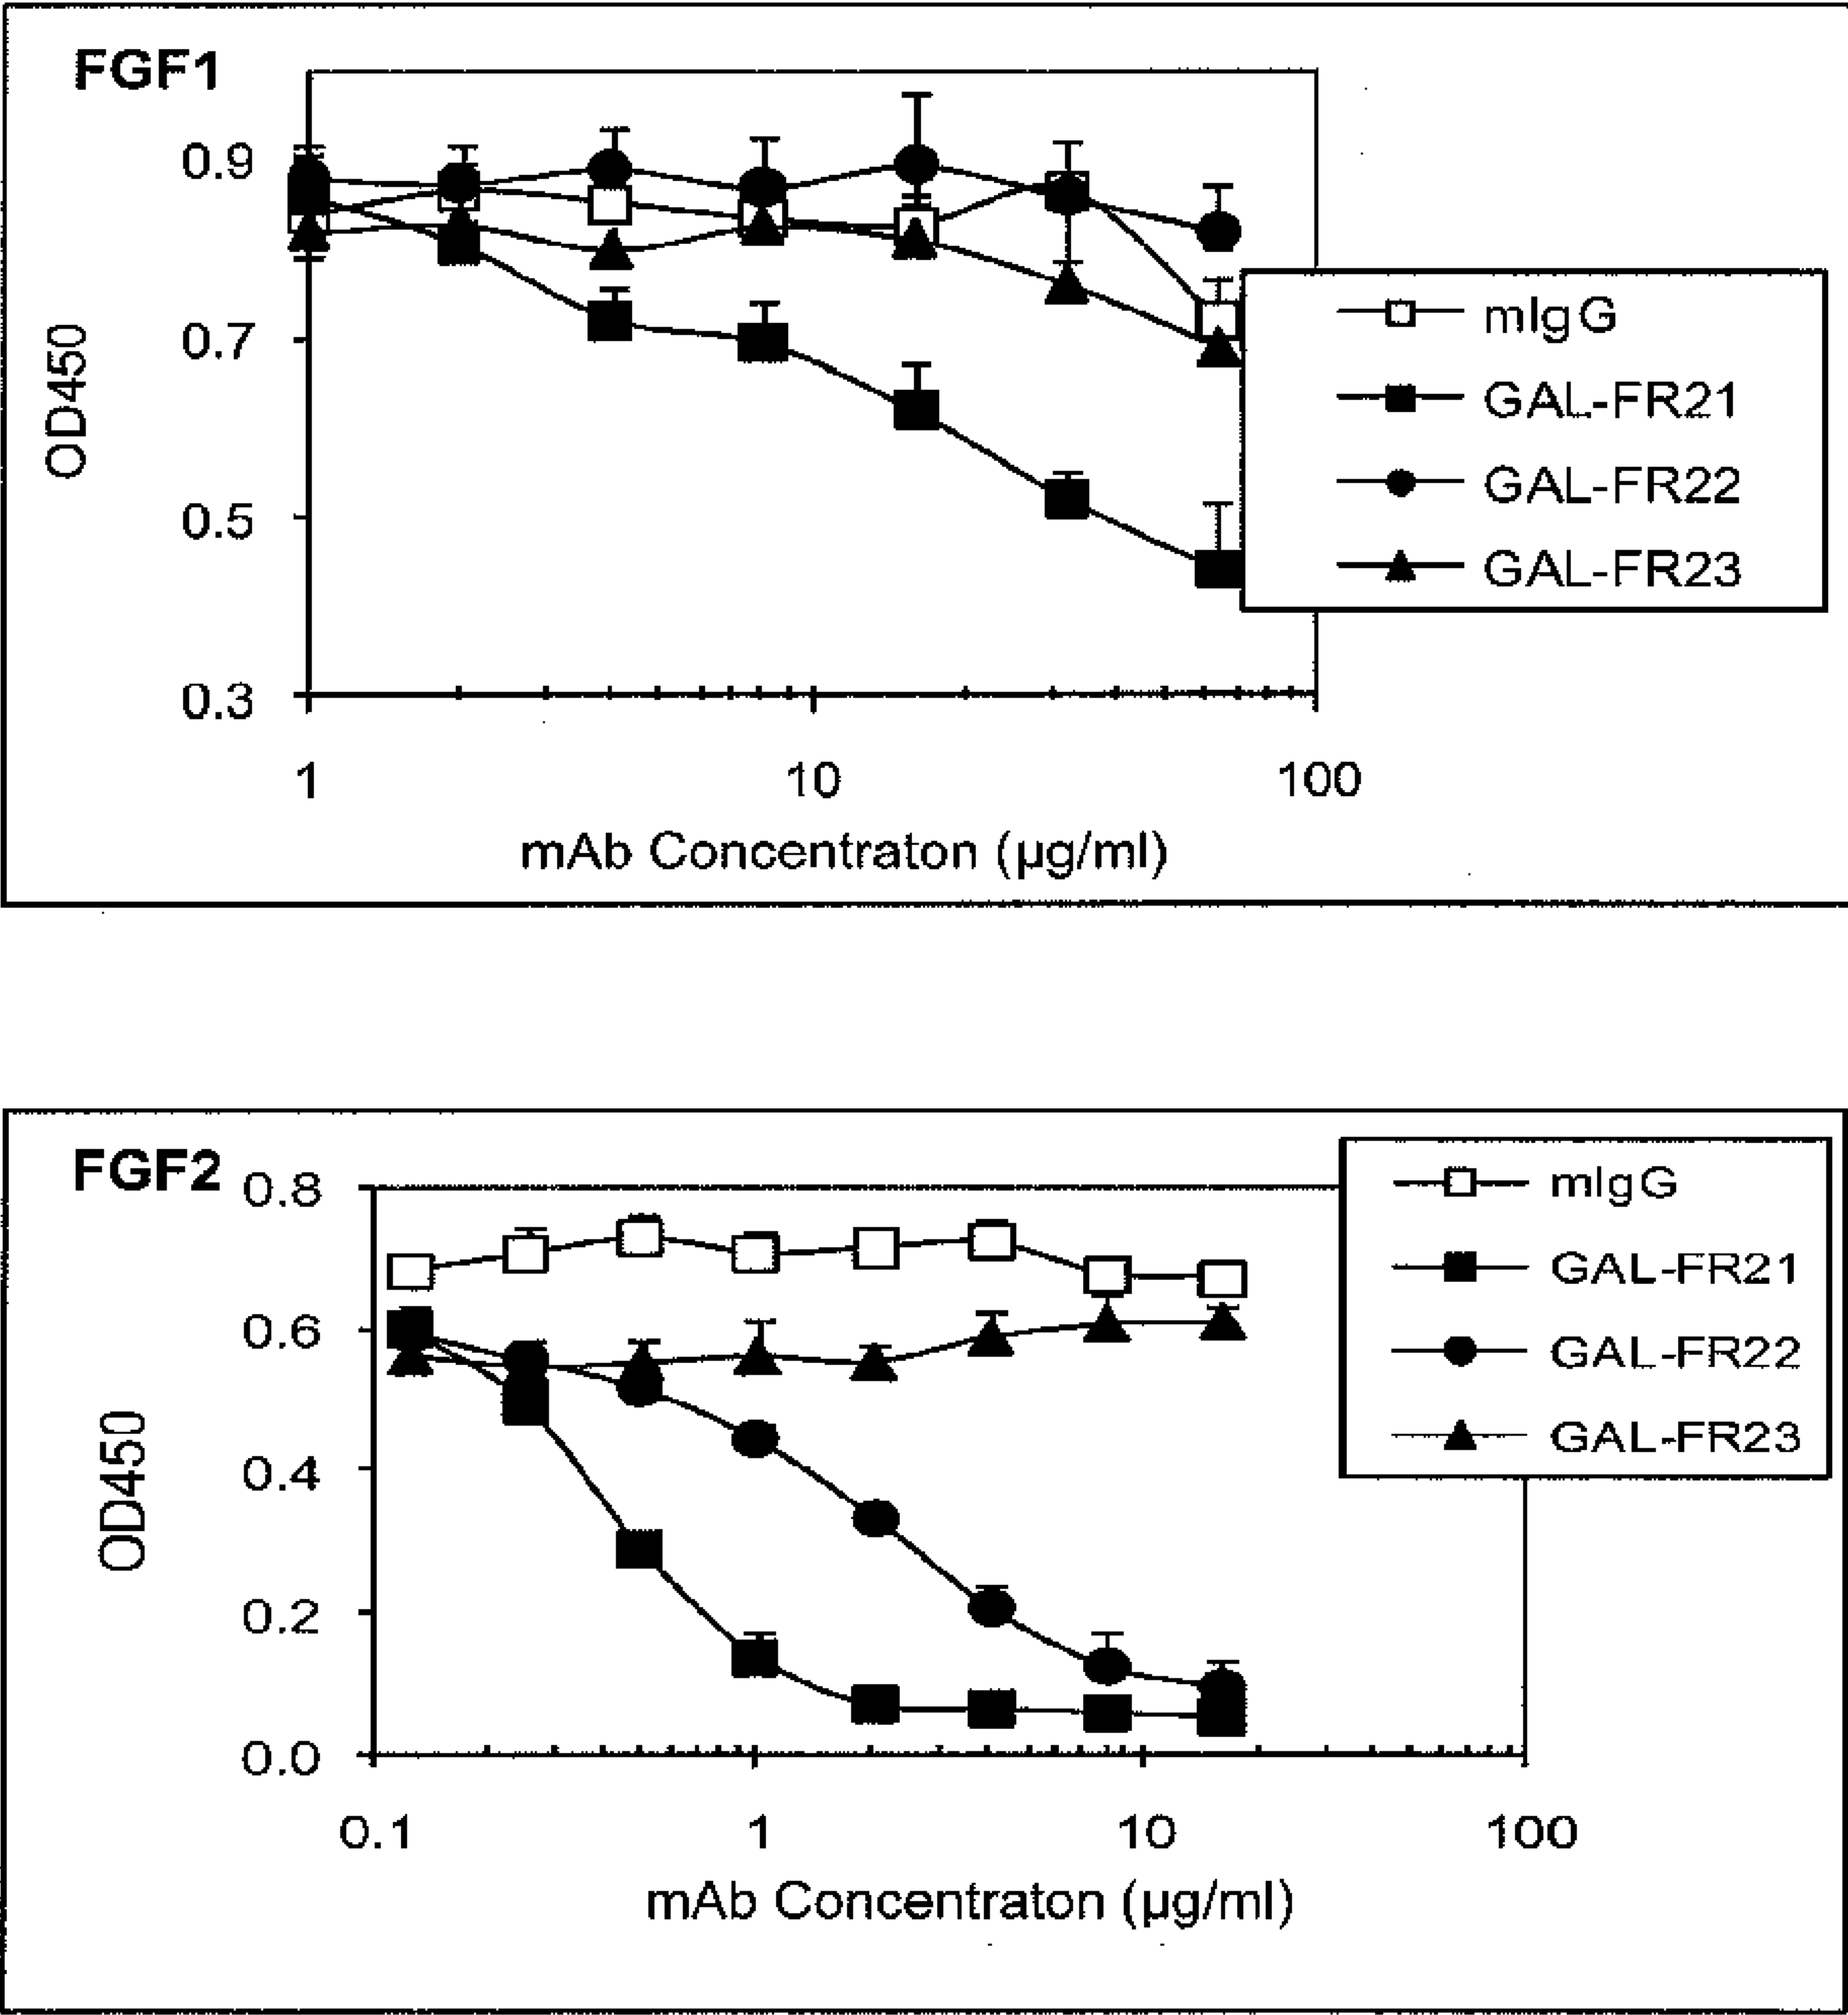 FGF1
0.9
0.7
0.5
0.3
OD450
1 10 100
mAb Concentraton (µg/ml)
mIgG
GAL-FR21
GAL-FR22
GAL-FR23
FGF2
0.8
0.6
0.4
0.2
0.0
OD450
0.1 1 10 100
mAb Concentraton (µg/ml)
mIgG
GAL-FR21
GAL-FR22
GAL-FR23